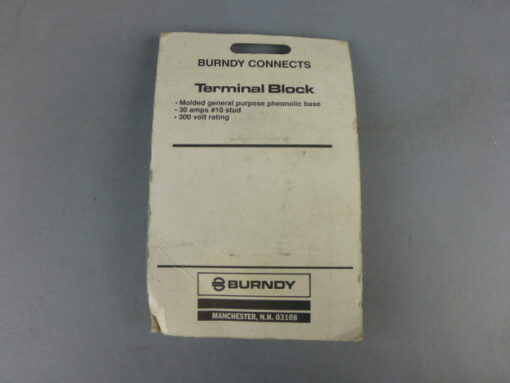 BURNDY CONNECTS
Terminal Block
- Molded general purpose pheonolic base
- 30 amps #10 stud
- 300 volt rating
BURNDY
MANCHESTER, N.H. 03108